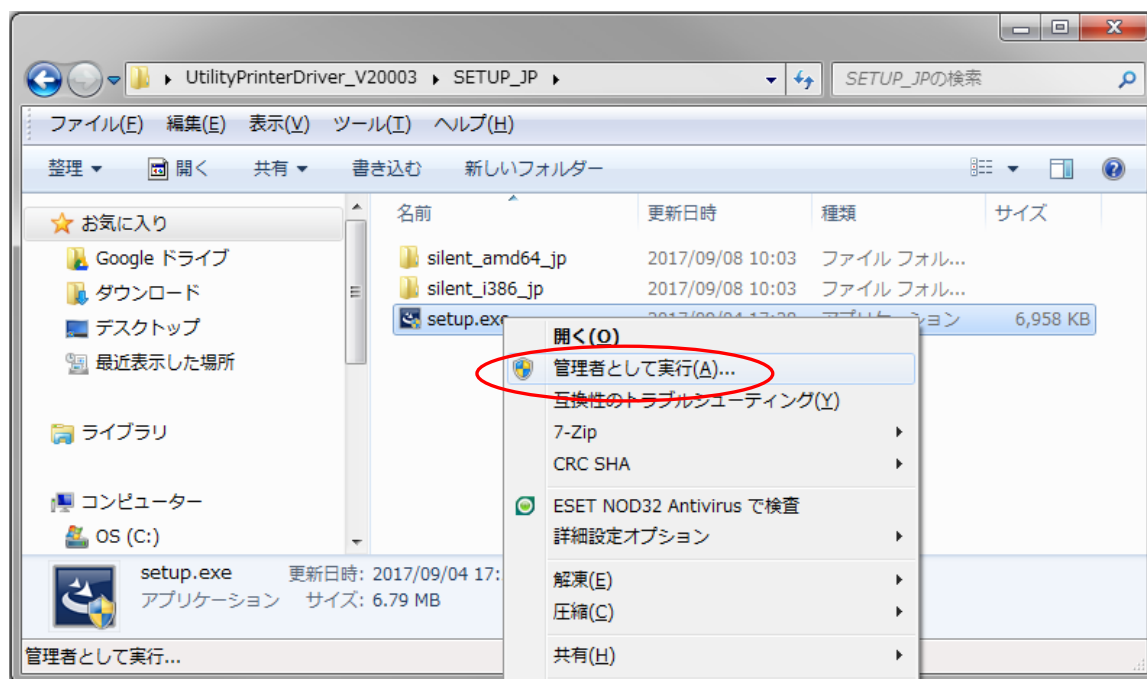 UtilityPrinterDriver_V20003 SETUP_JP
SETUP_JPの検索
ファイル(F) 編集(E) 表示(V) ツール(T) ヘルプ(H)
整理 開く 共有 書き込む 新しいフォルダー
名前 更新日時 種類 サイズ
お気に入り
Google ドライブ
ダウンロード
デスクトップ
最近表示した場所
ライブラリ
コンピューター
OS (C:)
silent_amd64_jp 2017/09/08 10:03 ファイル フォル...
silent_i386_jp 2017/09/08 10:03 ファイル フォル...
setup.exe 6,958 KB
開く(O)
管理者として実行(A)...
互換性のトラブルシューティング(Y)
7-Zip
CRC SHA
ESET NOD32 Antivirus で検査
詳細設定オプション
解凍(E)
圧縮(C)
共有(H)
setup.exe 更新日時: 2017/09/04 17:
アプリケーション サイズ: 6.79 MB
管理者として実行...